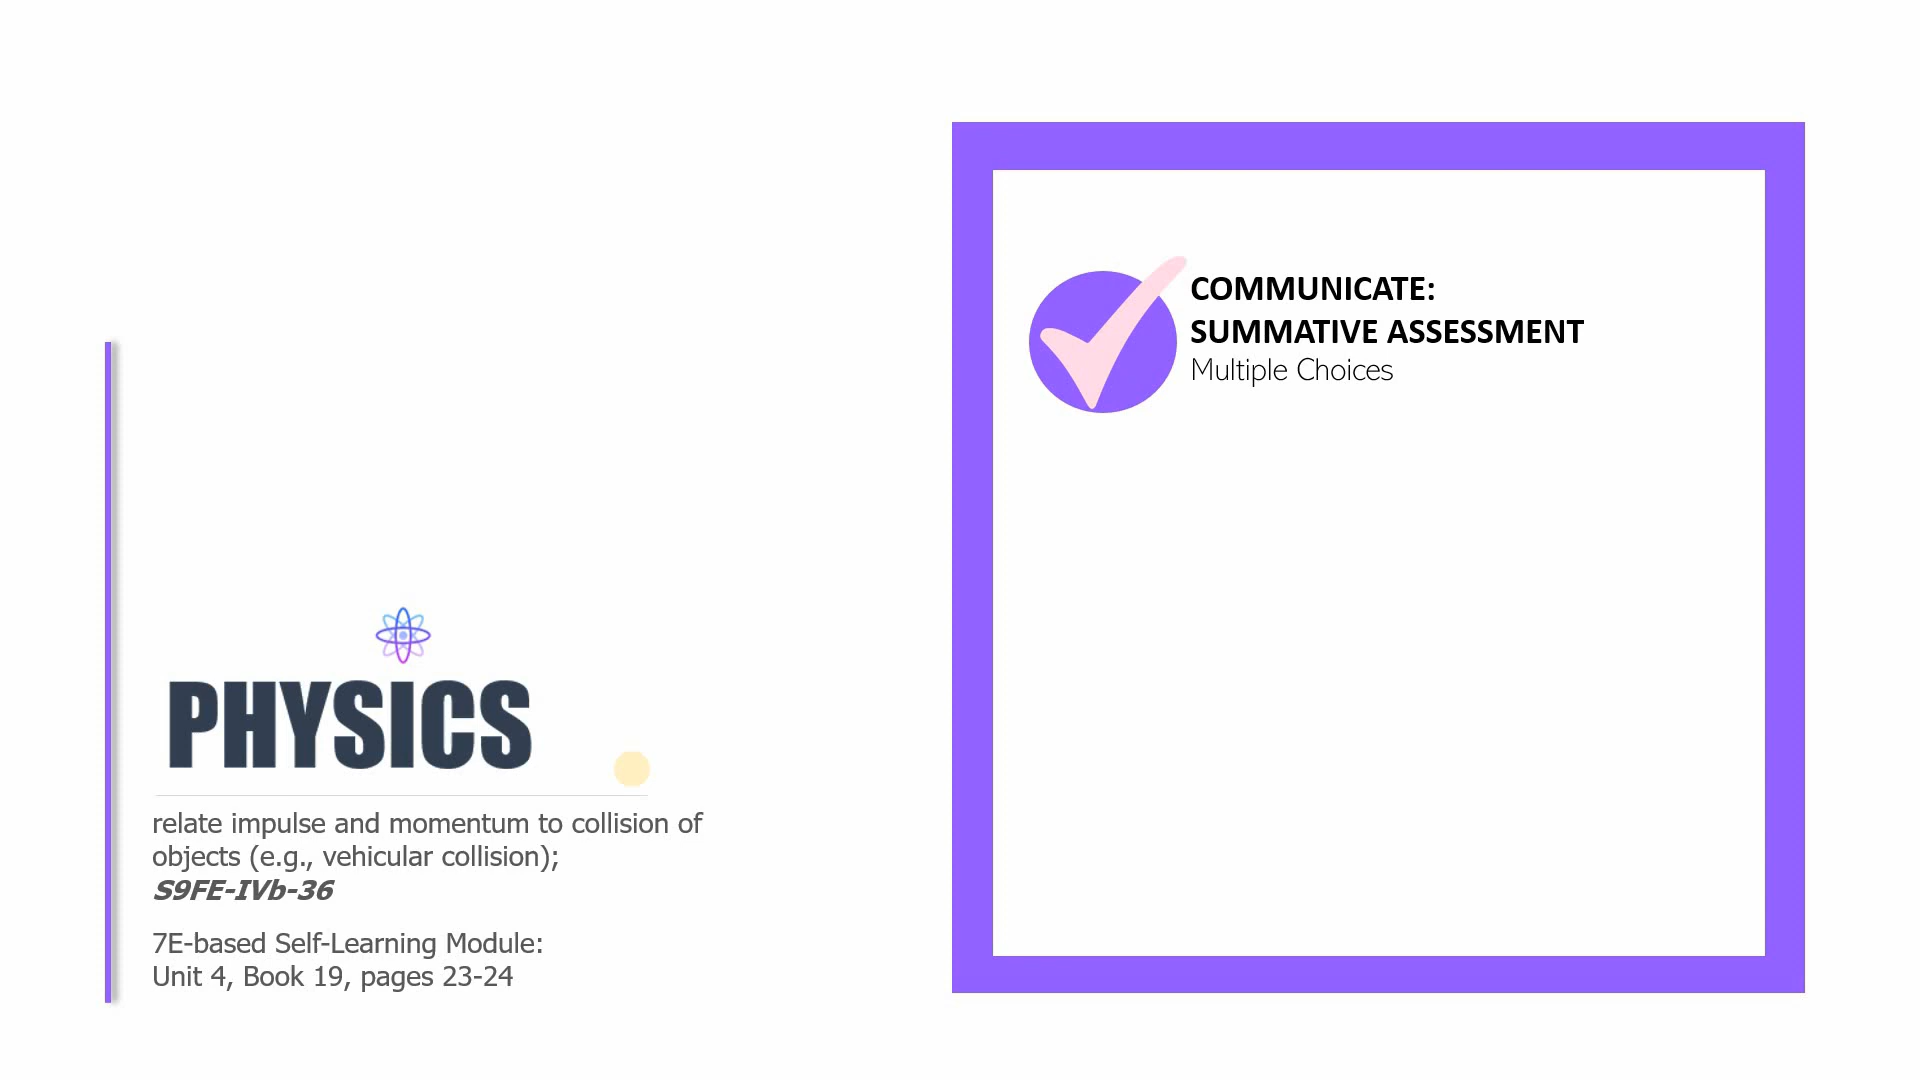 PHYSICS
relate impulse and momentum to collision of
objects (e.g., vehicular collision);
S9FE-IVb-36
7E-based Self-Learning Module:
Unit 4, Book 19, pages 23-24
COMMUNICATE:
SUMMATIVE ASSESSMENT
Multiple Choices